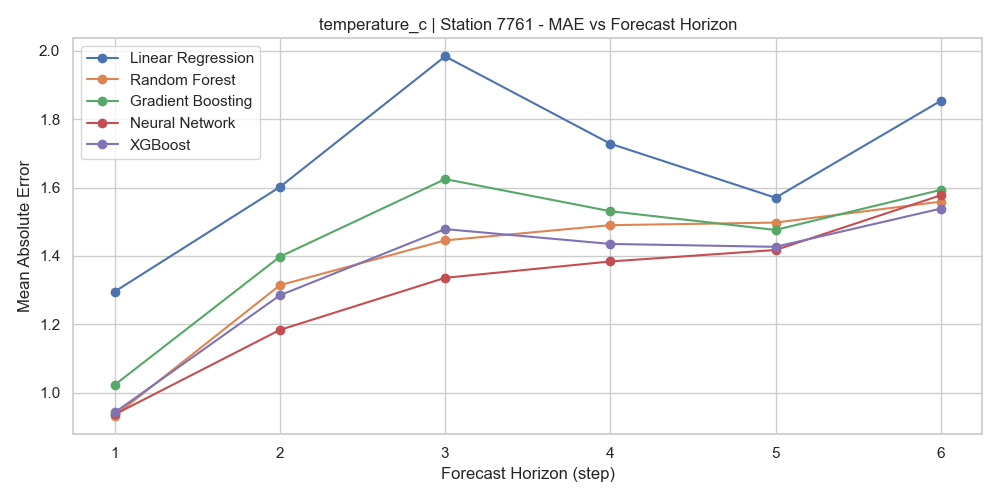 temperature_c | Station 7761 - MAE vs Forecast Horizon
Linear Regression
Random Forest
Gradient Boosting
Neural Network
XGBoost
Mean Absolute Error
2.0
1.8
1.6
1.4
1.2
1.0
1 2 3 4 5 6
Forecast Horizon (step)